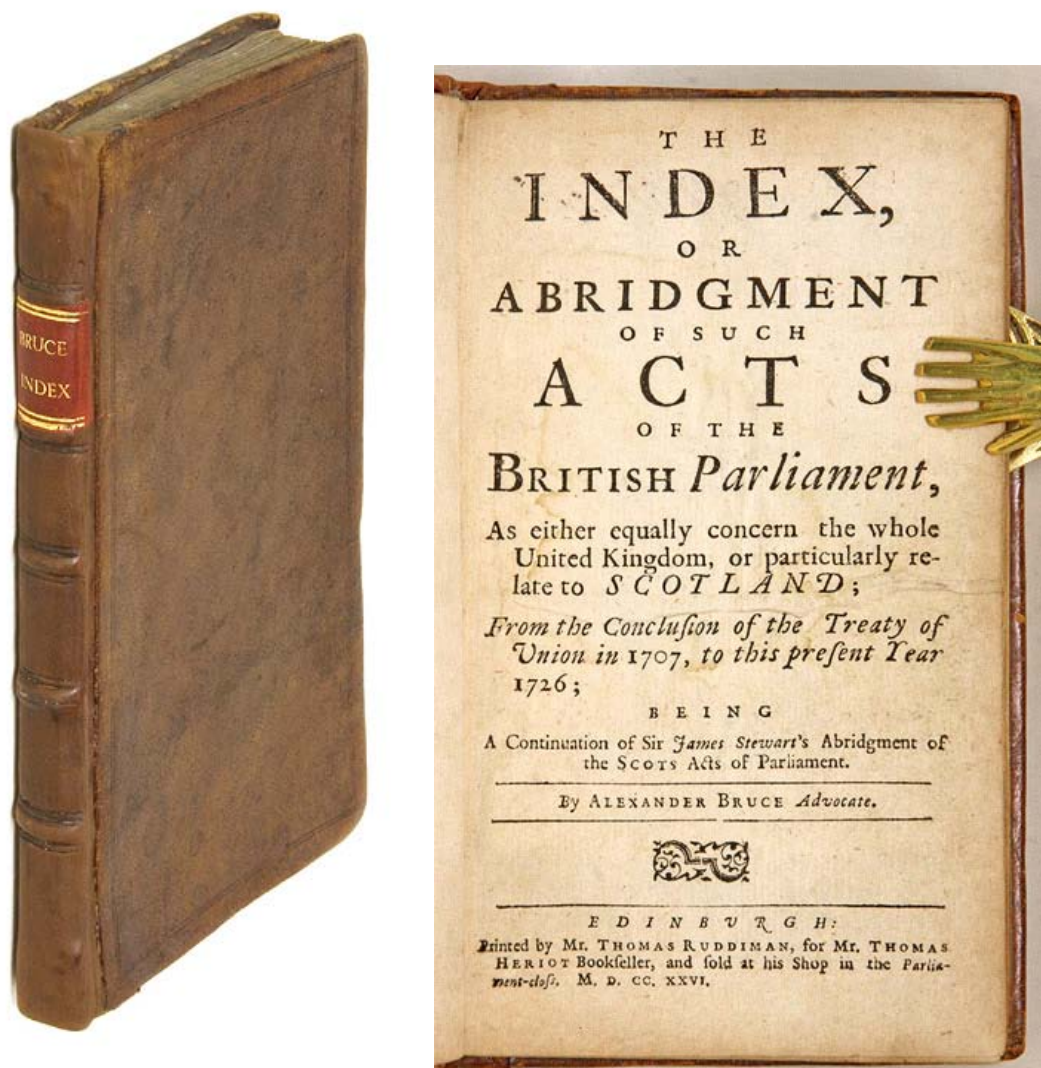 BRUCE
INDEX
THE
INDEX,
OR
ABRIDGMENT
OF SUCH
ACTS
OF THE
BRITISH Parliament,
As either equally concern the whole
United Kingdom, or particularly re-
late to SCOTLAND;
From the Concluſion of the Treaty of
Union in 1707, to this preſent Year
1726;
BEING
A Continuation of Sir James Stewart's Abridgment of
the SCOTS Acts of Parliament.
By ALEXANDER BRUCE Advocate.
EDINBURGH:
Printed by Mr. THOMAS RUDDIMAN, for Mr. THOMAS
HERIOT Bookſeller, and ſold at his Shop in the Parlia-
ment-cloſe. M. D. CC. XXVI.